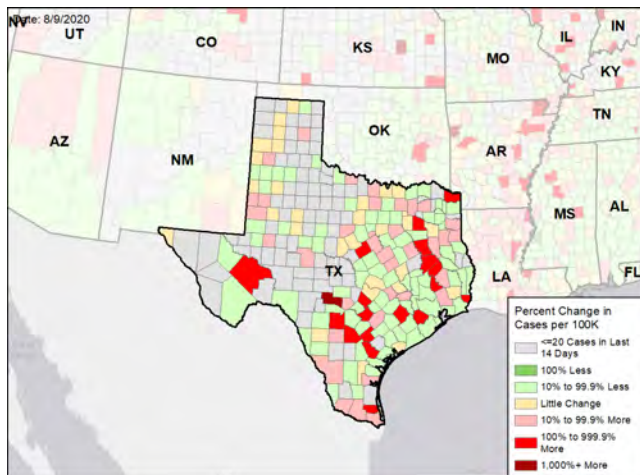 Date: 8/9/2020
NV
UT
CO
KS
MO
IL
IN
KY
TN
AZ
NM
OK
AR
MS
AL
TX
LA
FL
Percent Change in
Cases per 100K
<=20 Cases in Last
14 Days
100% Less
10% to 99.9% Less
Little Change
10% to 99.9% More
100% to 999.9%
More
1,000%+ More